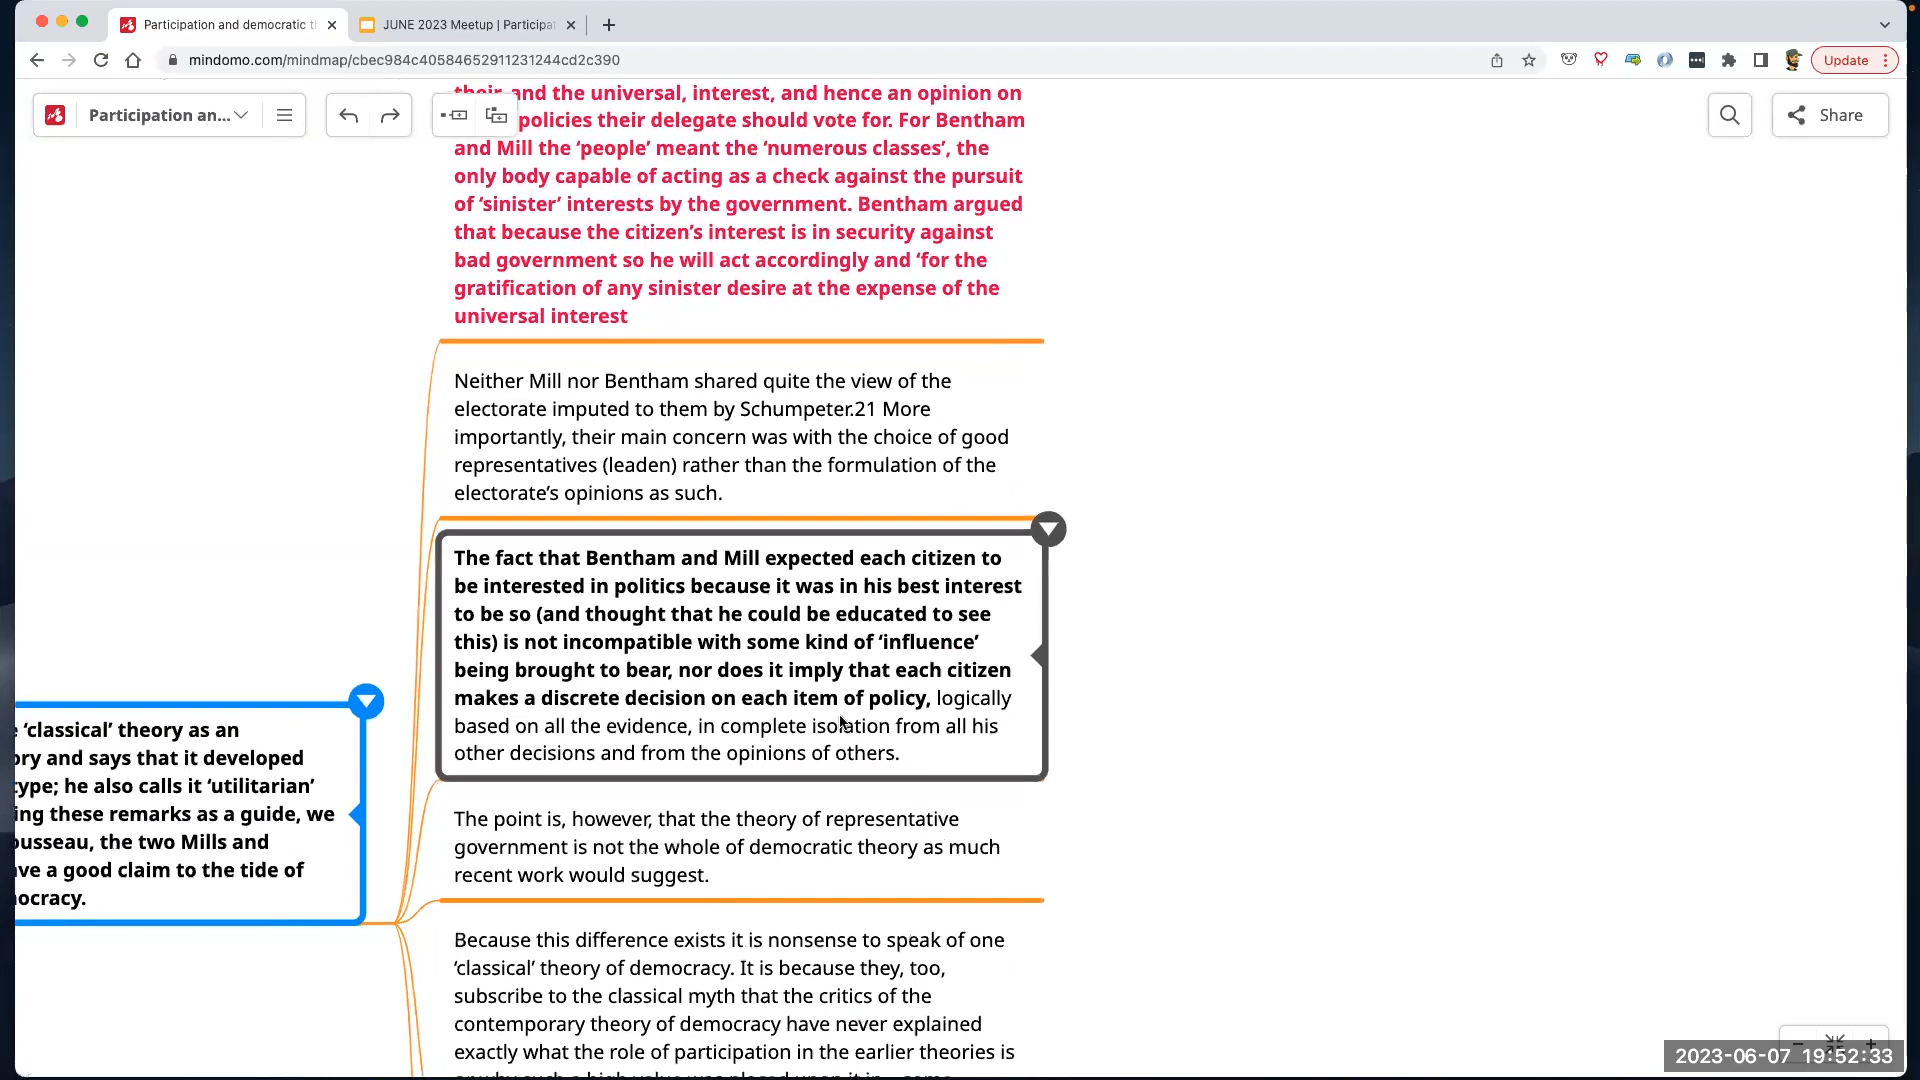 Participation and democratic th
JUNE 2023 Meetup | Participat
mindomo.com/mindmap/cbec984c40584652911231244cd2c390
Update
Participation an...
Share
their, and the universal, interest, and hence an opinion on
policies their delegate should vote for. For Bentham
and Mill the ‘people’ meant the ‘numerous classes’, the
only body capable of acting as a check against the pursuit
of ‘sinister’ interests by the government. Bentham argued
that because the citizen’s interest is in security against
bad government so he will act accordingly and ‘for the
gratification of any sinister desire at the expense of the
universal interest
Neither Mill nor Bentham shared quite the view of the
electorate imputed to them by Schumpeter.21 More
importantly, their main concern was with the choice of good
representatives (leaden) rather than the formulation of the
electorate’s opinions as such.
The fact that Bentham and Mill expected each citizen to
be interested in politics because it was in his best interest
to be so (and thought that he could be educated to see
this) is not incompatible with some kind of ‘influence’
being brought to bear, nor does it imply that each citizen
makes a discrete decision on each item of policy, logically
based on all the evidence, in complete isolation from all his
other decisions and from the opinions of others.
‘classical’ theory as an
ory and says that it developed
type; he also calls it ‘utilitarian’
ing these remarks as a guide, we
ousseau, the two Mills and
ave a good claim to the tide of
ocracy.
The point is, however, that the theory of representative
government is not the whole of democratic theory as much
recent work would suggest.
Because this difference exists it is nonsense to speak of one
‘classical’ theory of democracy. It is because they, too,
subscribe to the classical myth that the critics of the
contemporary theory of democracy have never explained
exactly what the role of participation in the earlier theories is
2023-06-07 19:52:33